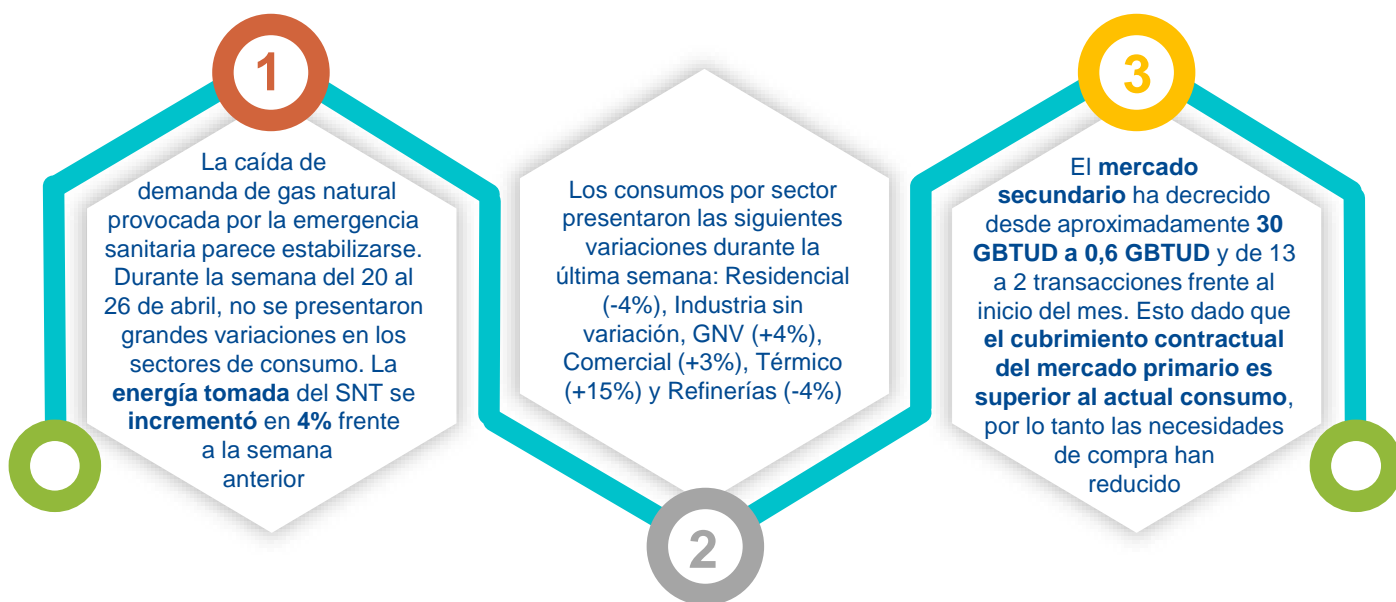 1
La caída de
demanda de gas natural
provocada por la emergencia
sanitaria parece estabilizarse.
Durante la semana del 20 al
26 de abril, no se presentaron
grandes variaciones en los
sectores de consumo. La
energía tomada del SNT se
incrementó en 4% frente
a la semana
anterior
Los consumos por sector
presentaron las siguientes
variaciones durante la
última semana: Residencial
(-4%), Industria sin
variación, GNV (+4%),
Comercial (+3%), Térmico
(+15%) y Refinerías (-4%)
2
3
El mercado
secundario ha decrecido
desde aproximadamente 30
GBTUD a 0,6 GBTUD y de 13
a 2 transacciones frente al
inicio del mes. Esto dado que
el cubrimiento contractual
del mercado primario es
superior al actual consumo,
por lo tanto las necesidades
de compra han
reducido